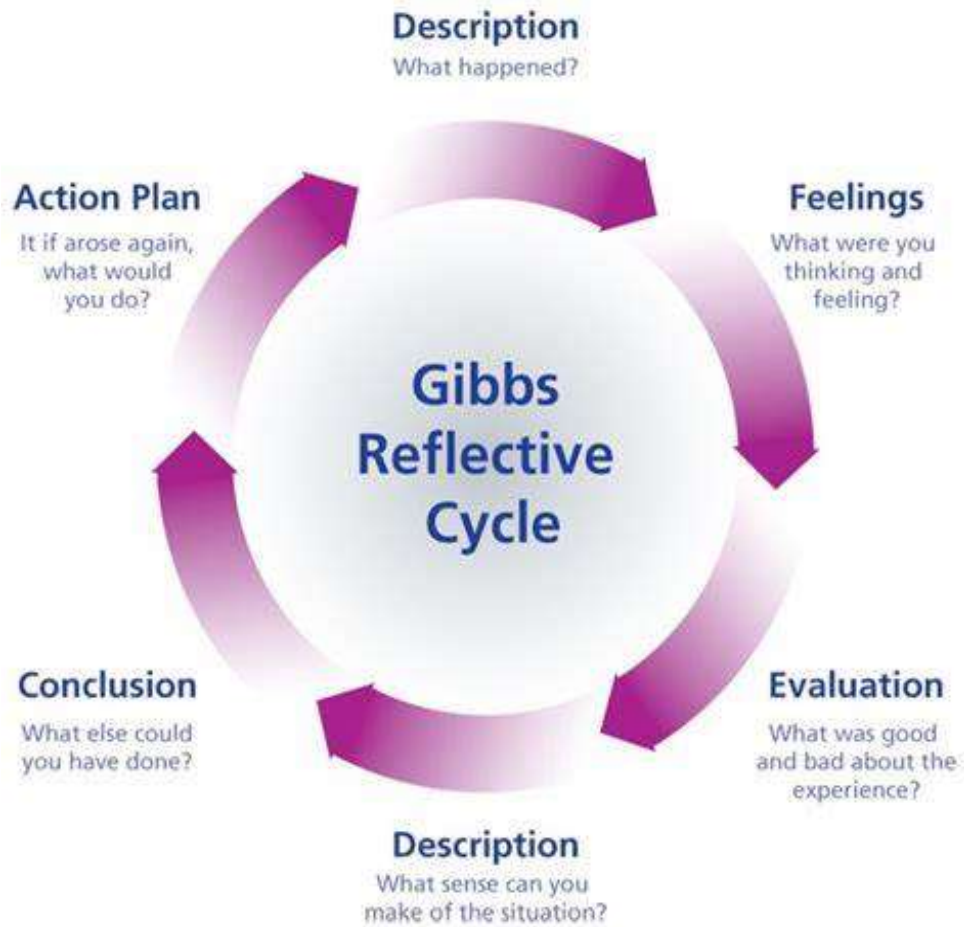 Description
What happened?
Feelings
What were you
thinking and
feeling?
Evaluation
What was good
and bad about the
experience?
Description
What sense can you
make of the situation?
Conclusion
What else could
you have done?
Action Plan
It if arose again,
what would
you do?
Gibbs
Reflective
Cycle